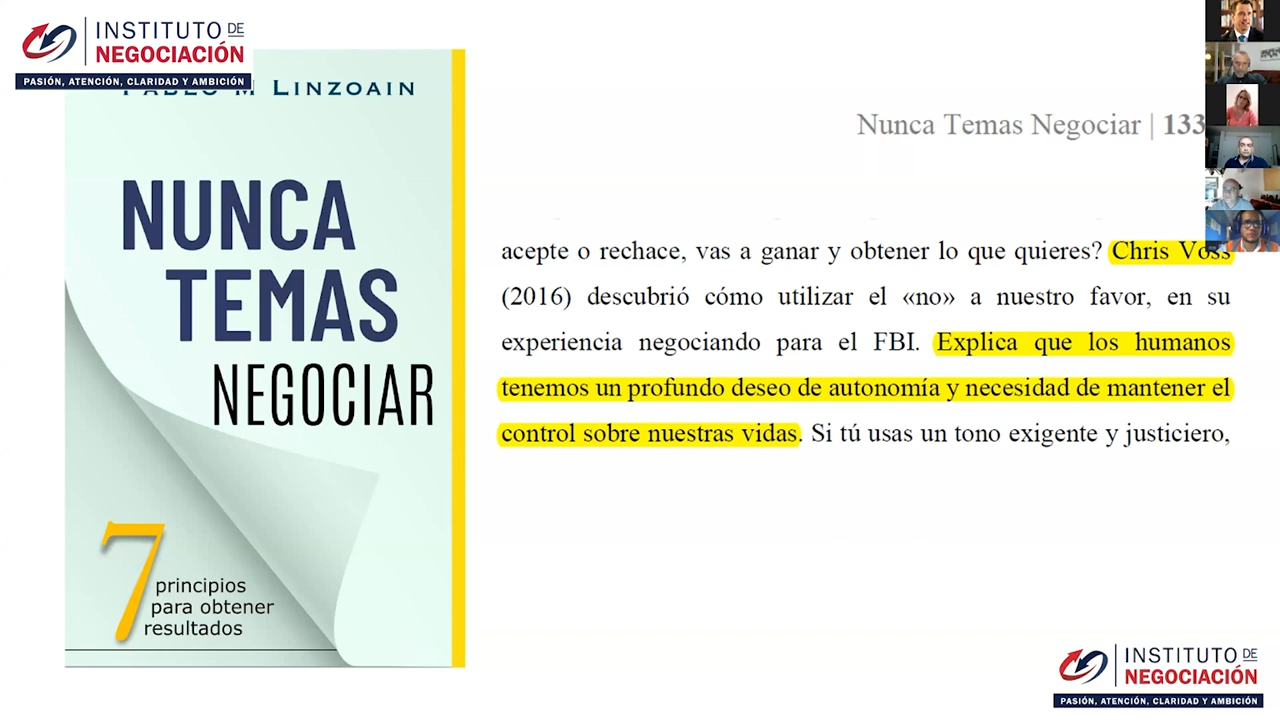 INSTITUTO DE
NEGOCIACIÓN
PASIÓN, ATENCIÓN, CLARIDAD Y AMBICIÓN
PABLO M LINZOAIN
NUNCA
TEMAS
NEGOCIAR
7
principios
para obtener
resultados
Nunca Temas Negociar | 133
acepte o rechace, vas a ganar y obtener lo que quieres? Chris Voss
(2016) descubrió cómo utilizar el «no» a nuestro favor, en su
experiencia negociando para el FBI. Explica que los humanos
tenemos un profundo deseo de autonomía y necesidad de mantener el
control sobre nuestras vidas. Si tú usas un tono exigente y justiciero,
INSTITUTO DE
NEGOCIACIÓN
PASIÓN, ATENCIÓN, CLARIDAD Y AMBICIÓN